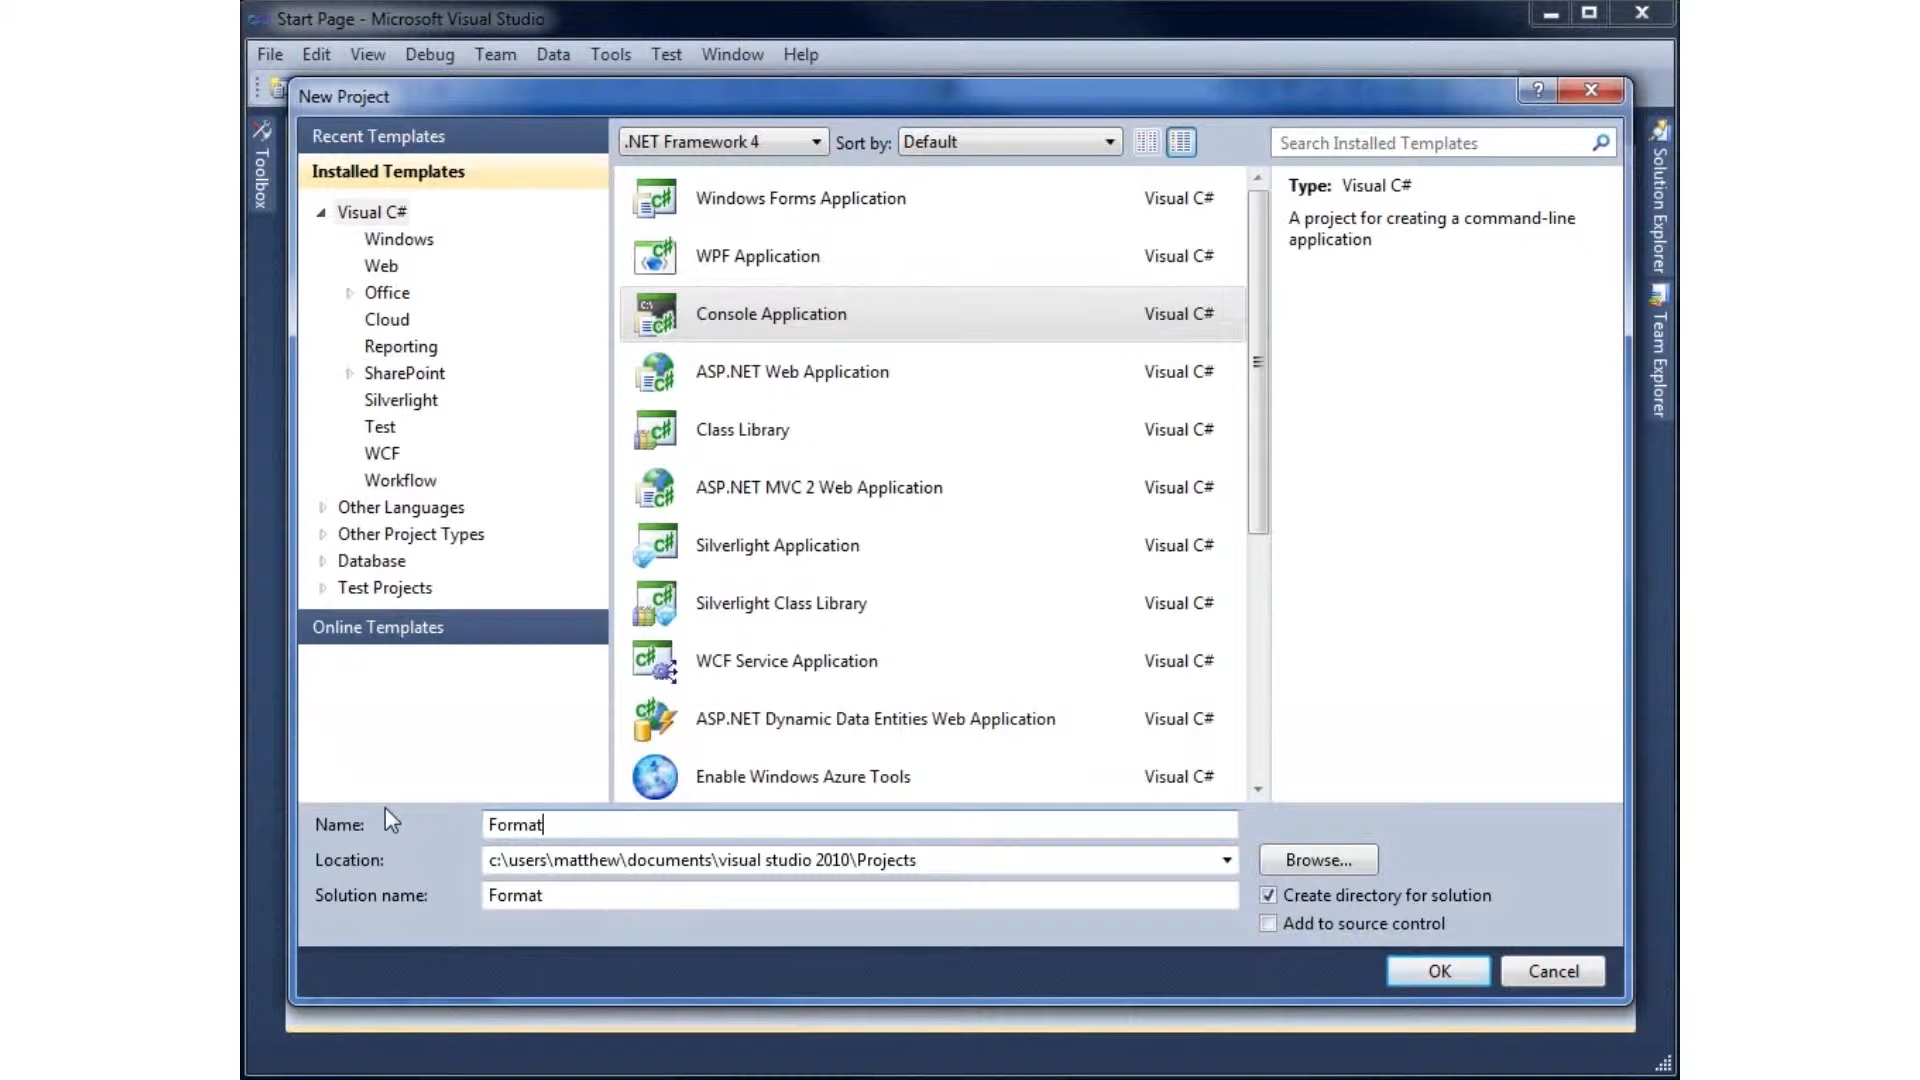 Start Page - Microsoft Visual Studio
File Edit View Debug Team Data Tools Test Window Help
New Project
?
Toolbox
Recent Templates
Installed Templates
Visual C#
Windows
Web
Office
Cloud
Reporting
SharePoint
Silverlight
Test
WCF
Workflow
Other Languages
Other Project Types
Database
Test Projects
Online Templates
.NET Framework 4 Sort by: Default
Windows Forms Application Visual C#
WPF Application Visual C#
Console Application Visual C#
ASP.NET Web Application Visual C#
Class Library Visual C#
ASP.NET MVC 2 Web Application Visual C#
Silverlight Application Visual C#
Silverlight Class Library Visual C#
WCF Service Application Visual C#
ASP.NET Dynamic Data Entities Web Application Visual C#
Enable Windows Azure Tools Visual C#
Search Installed Templates
Type: Visual C#
A project for creating a command-line
application
Solution Explorer
Team Explorer
Name: Format
Location: c:\users\matthew\documents\visual studio 2010\Projects Browse...
Solution name: Format
Create directory for solution
Add to source control
OK Cancel